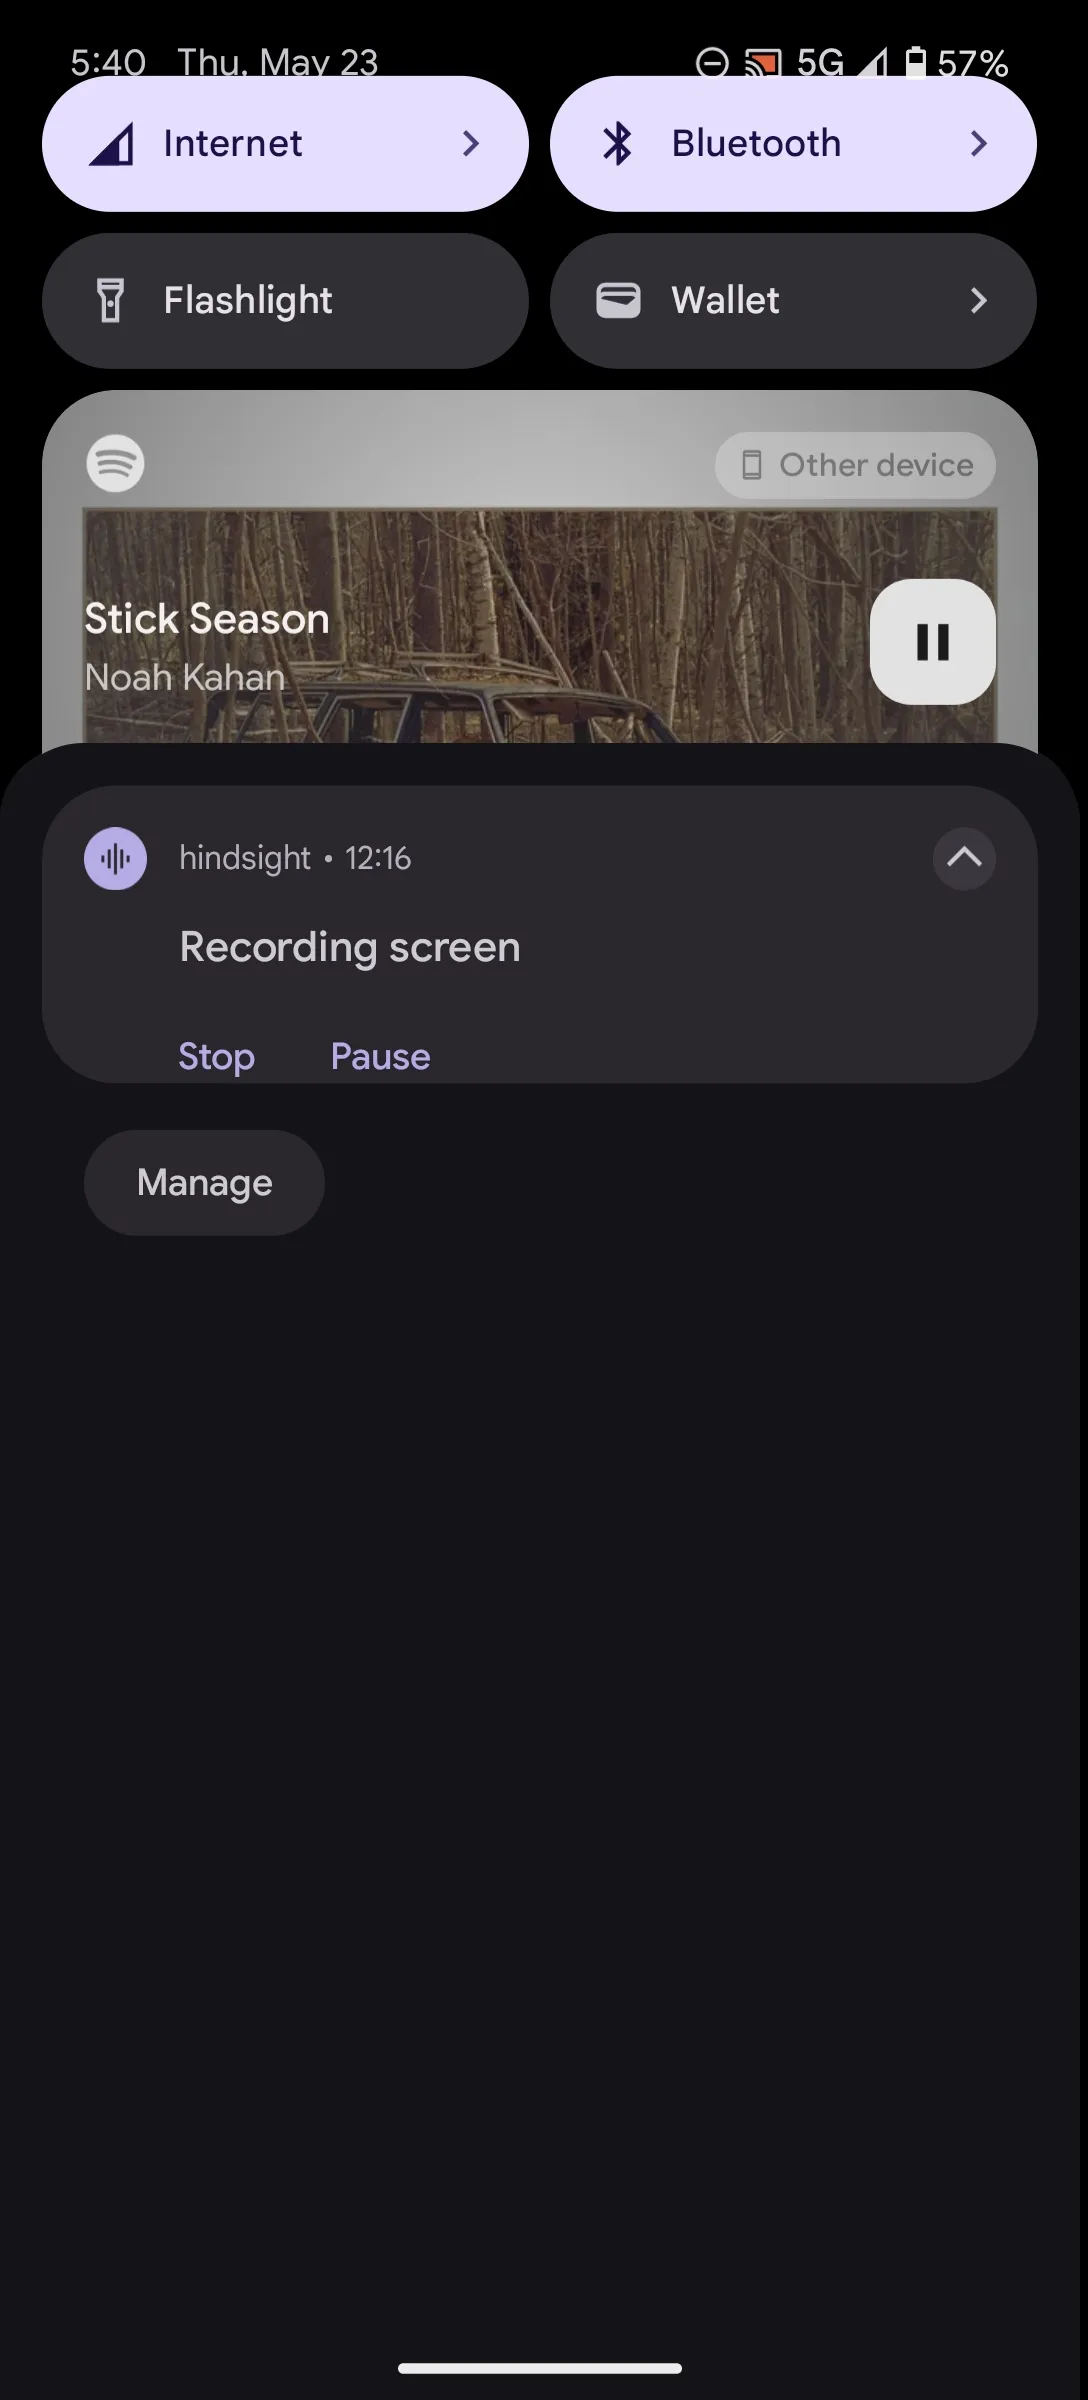 5:40 Thu, May 23 5G 57%
Internet Bluetooth
Flashlight Wallet
Other device
Stick Season
Noah Kahan
hindsight • 12:16
Recording screen
Stop Pause
Manage